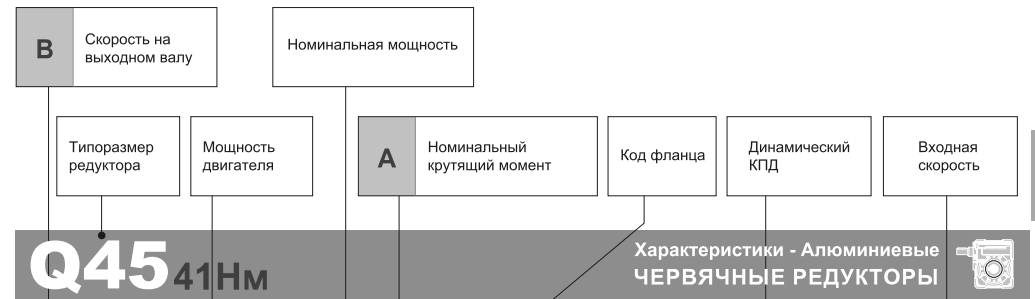 В
Скорость на
выходном валу
Номинальная мощность
Типоразмер
редуктора
Мощность
двигателя
А
Номинальный
крутящий момент
Код фланца
Динамический
КПД
Входная
скорость
Q45 41Нм
Характеристики - Алюминиевые
ЧЕРВЯЧНЫЕ РЕДУКТОРЫ